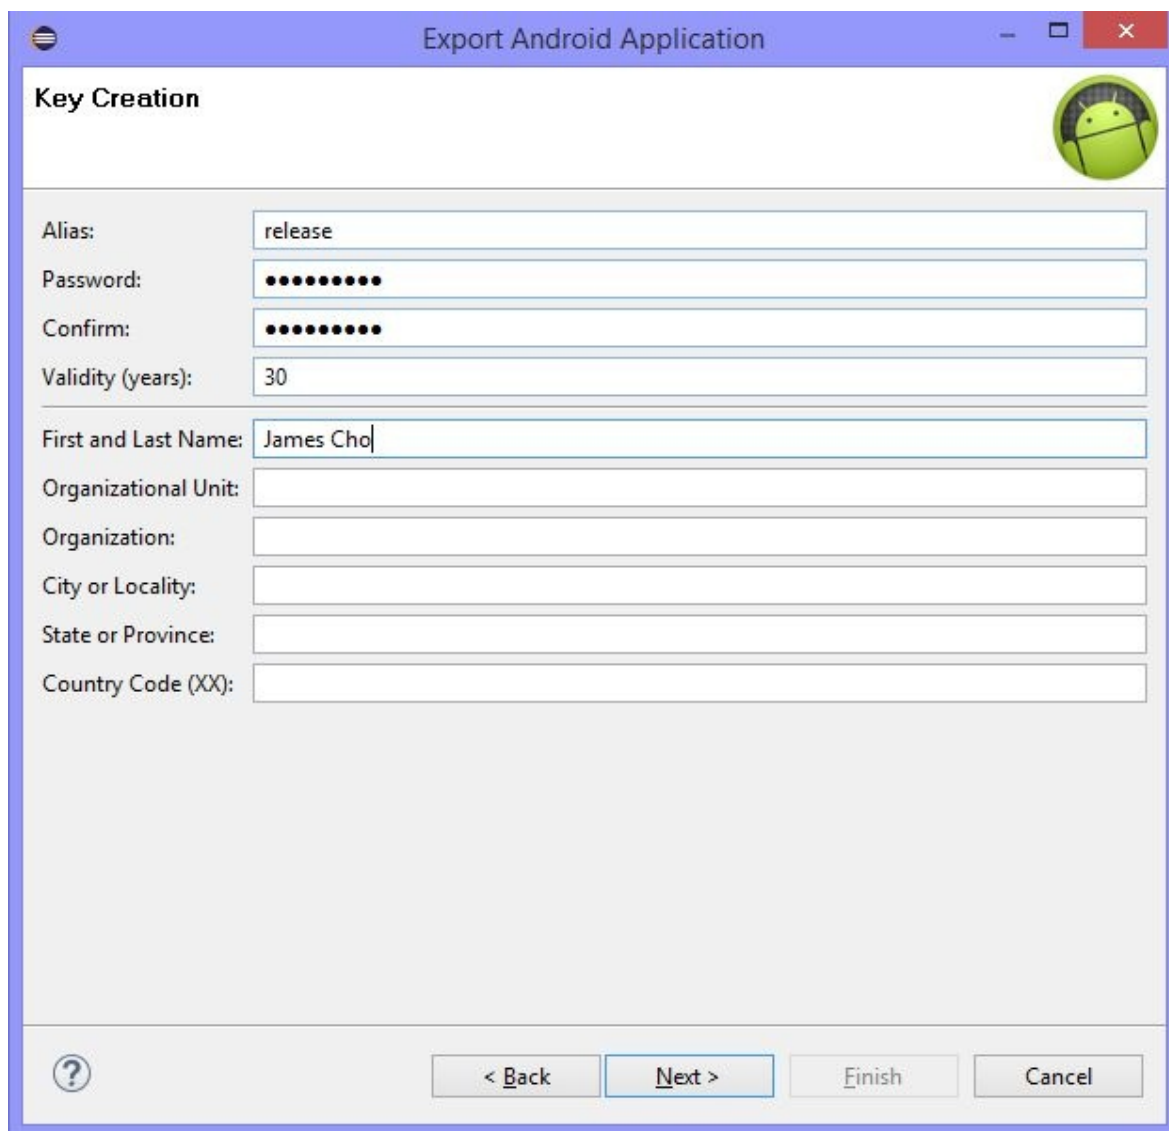 Export Android Application
Key Creation
Alias: release
Password: ●●●●●●●●●
Confirm: ●●●●●●●●●
Validity (years): 30
First and Last Name: James Cho
Organizational Unit:
Organization:
City or Locality:
State or Province:
Country Code (XX):
? < Back Next > Finish Cancel